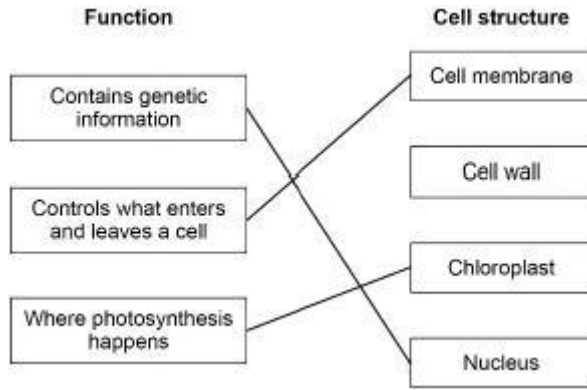 Function
Contains genetic
information
Controls what enters
and leaves a cell
Where photosynthesis
happens
Cell structure
Cell membrane
Cell wall
Chloroplast
Nucleus